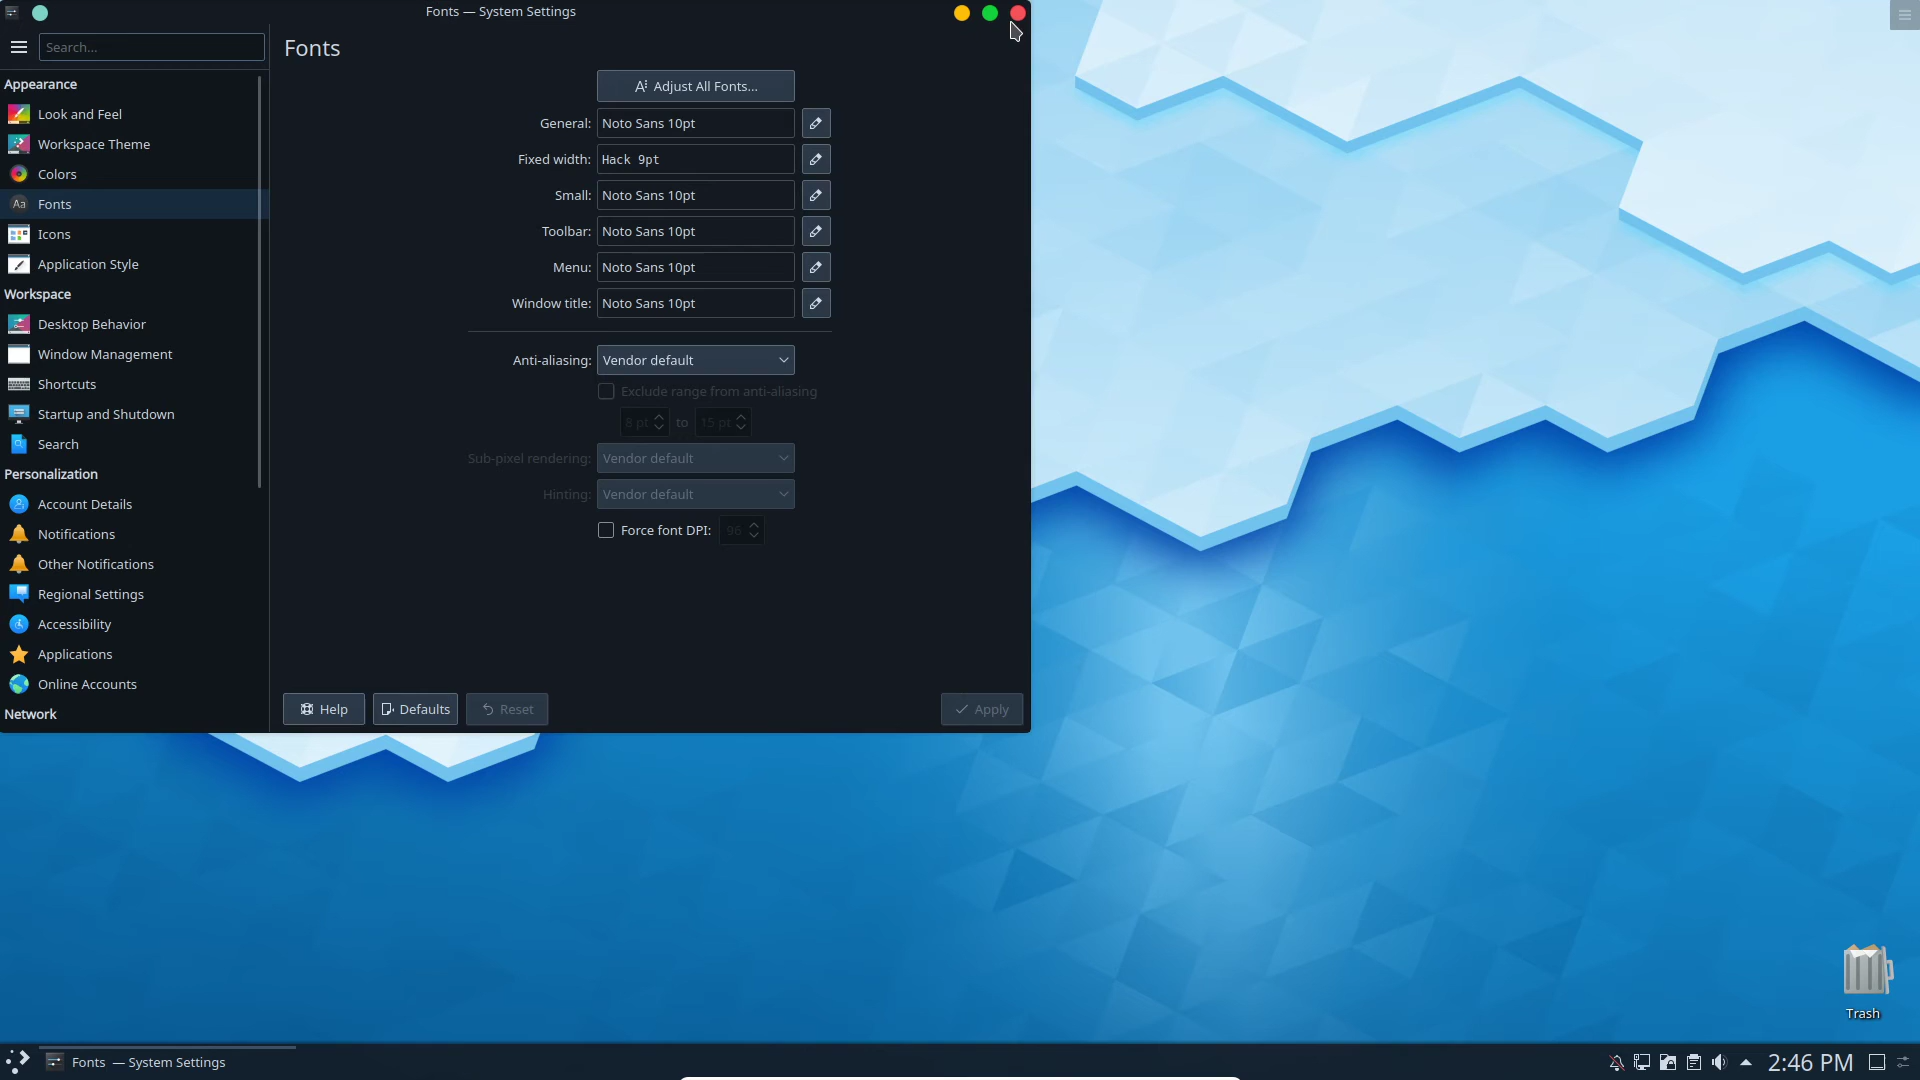 Fonts — System Settings
Search...
Fonts
Appearance
Look and Feel
Workspace Theme
Colors
Fonts
Icons
Application Style
Workspace
Desktop Behavior
Window Management
Shortcuts
Startup and Shutdown
Search
Personalization
Account Details
Notifications
Other Notifications
Regional Settings
Accessibility
Applications
Online Accounts
Network
Adjust All Fonts...
General: Noto Sans 10pt
Fixed width: Hack 9pt
Small: Noto Sans 10pt
Toolbar: Noto Sans 10pt
Menu: Noto Sans 10pt
Window title: Noto Sans 10pt
Anti-aliasing: Vendor default
Exclude range from anti-aliasing
8 pt to 15 pt
Sub-pixel rendering: Vendor default
Hinting: Vendor default
Force font DPI: 96
Help Defaults Reset Apply
Trash
Fonts — System Settings
2:46 PM